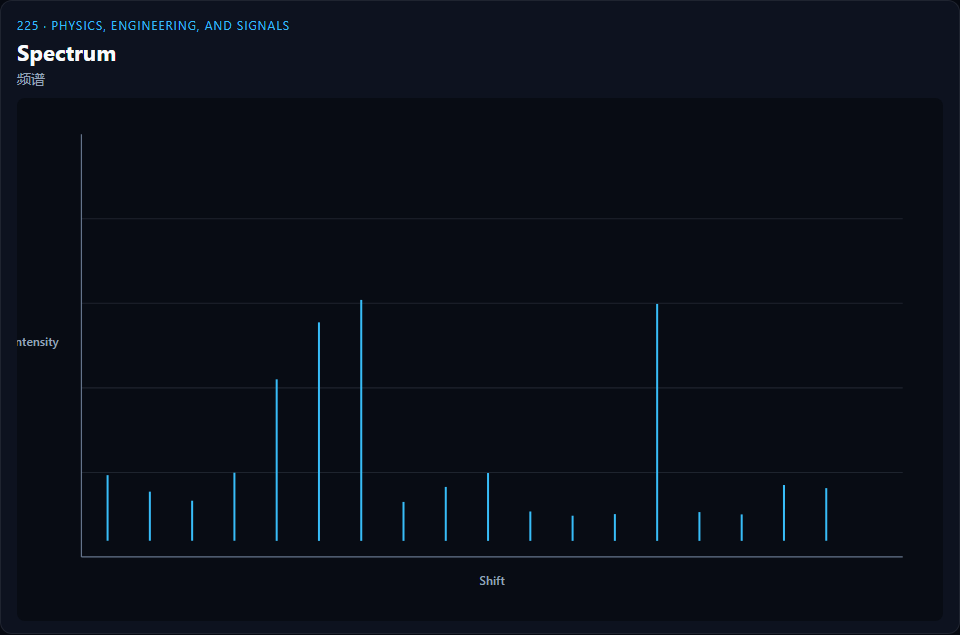 225 · PHYSICS, ENGINEERING, AND SIGNALS
Spectrum
频谱
ntensity
Shift